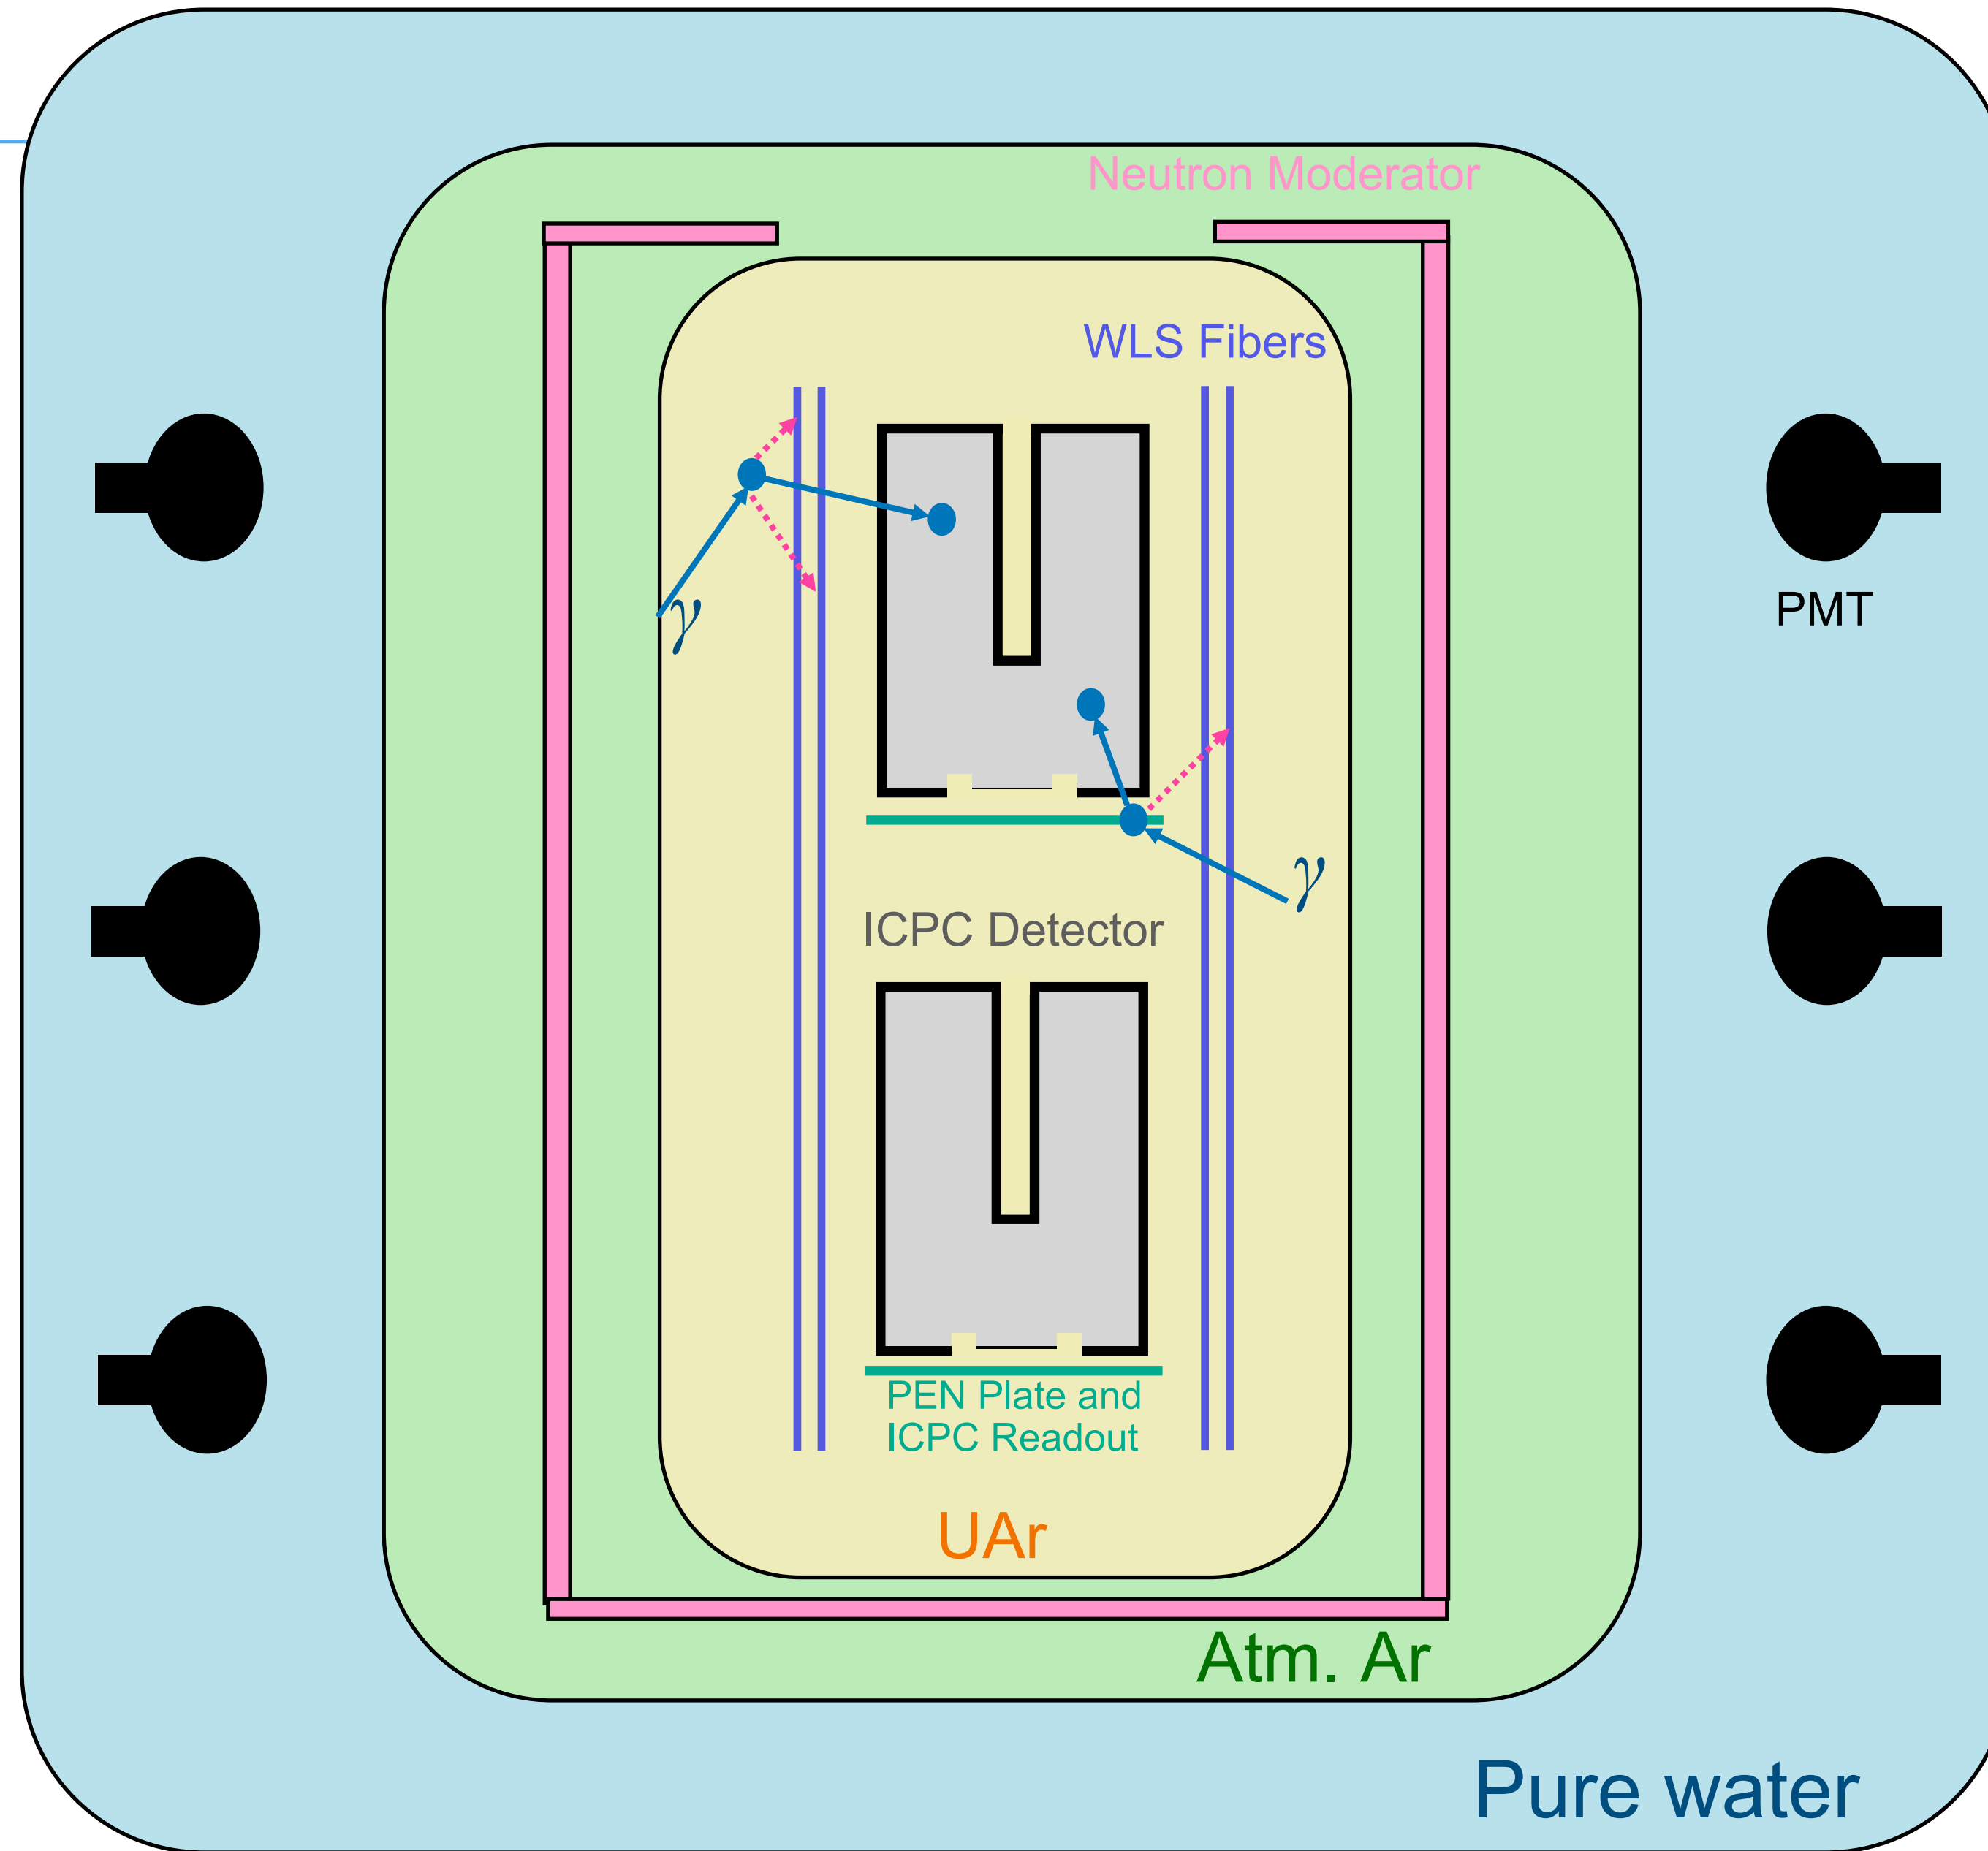 Neutron Moderator
WLS Fibers
γ
PMT
γ
ICPC Detector
PEN Plate and
ICPC Readout
UAr
Atm. Ar
Pure water